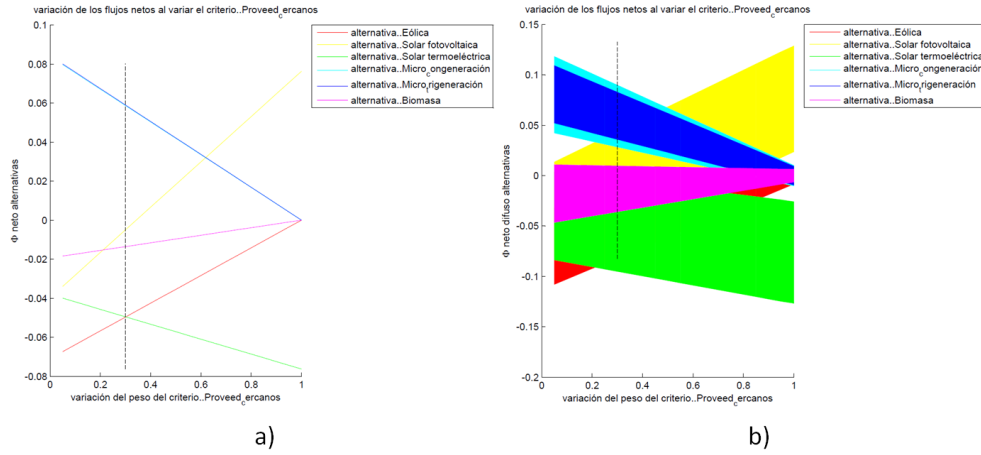 variación de los flujos netos al variar el criterio..Proveed_cercanos
alternativa..Eólica
alternativa..Solar fotovoltaica
alternativa..Solar termoeléctrica
alternativa..Micro_congeneración
alternativa..Micro_trigeneración
alternativa..Biomasa
Φ neto alternativas
0.1
0.08
0.06
0.04
0.02
0
-0.02
-0.04
-0.06
-0.08
0 0.2 0.4 0.6 0.8 1
variación del peso del criterio..Proveed_cercanos
a)
variación de los flujos netos al variar el criterio..Proveed_cercanos
alternativa..Eólica
alternativa..Solar fotovoltaica
alternativa..Solar termoeléctrica
alternativa..Micro_congeneración
alternativa..Micro_trigeneración
alternativa..Biomasa
Φ neto difuso alternativas
0.15
0.1
0.05
0
-0.05
-0.1
-0.15
-0.2
0 0.2 0.4 0.6 0.8 1
variación del peso del criterio..Proveed_cercanos
b)